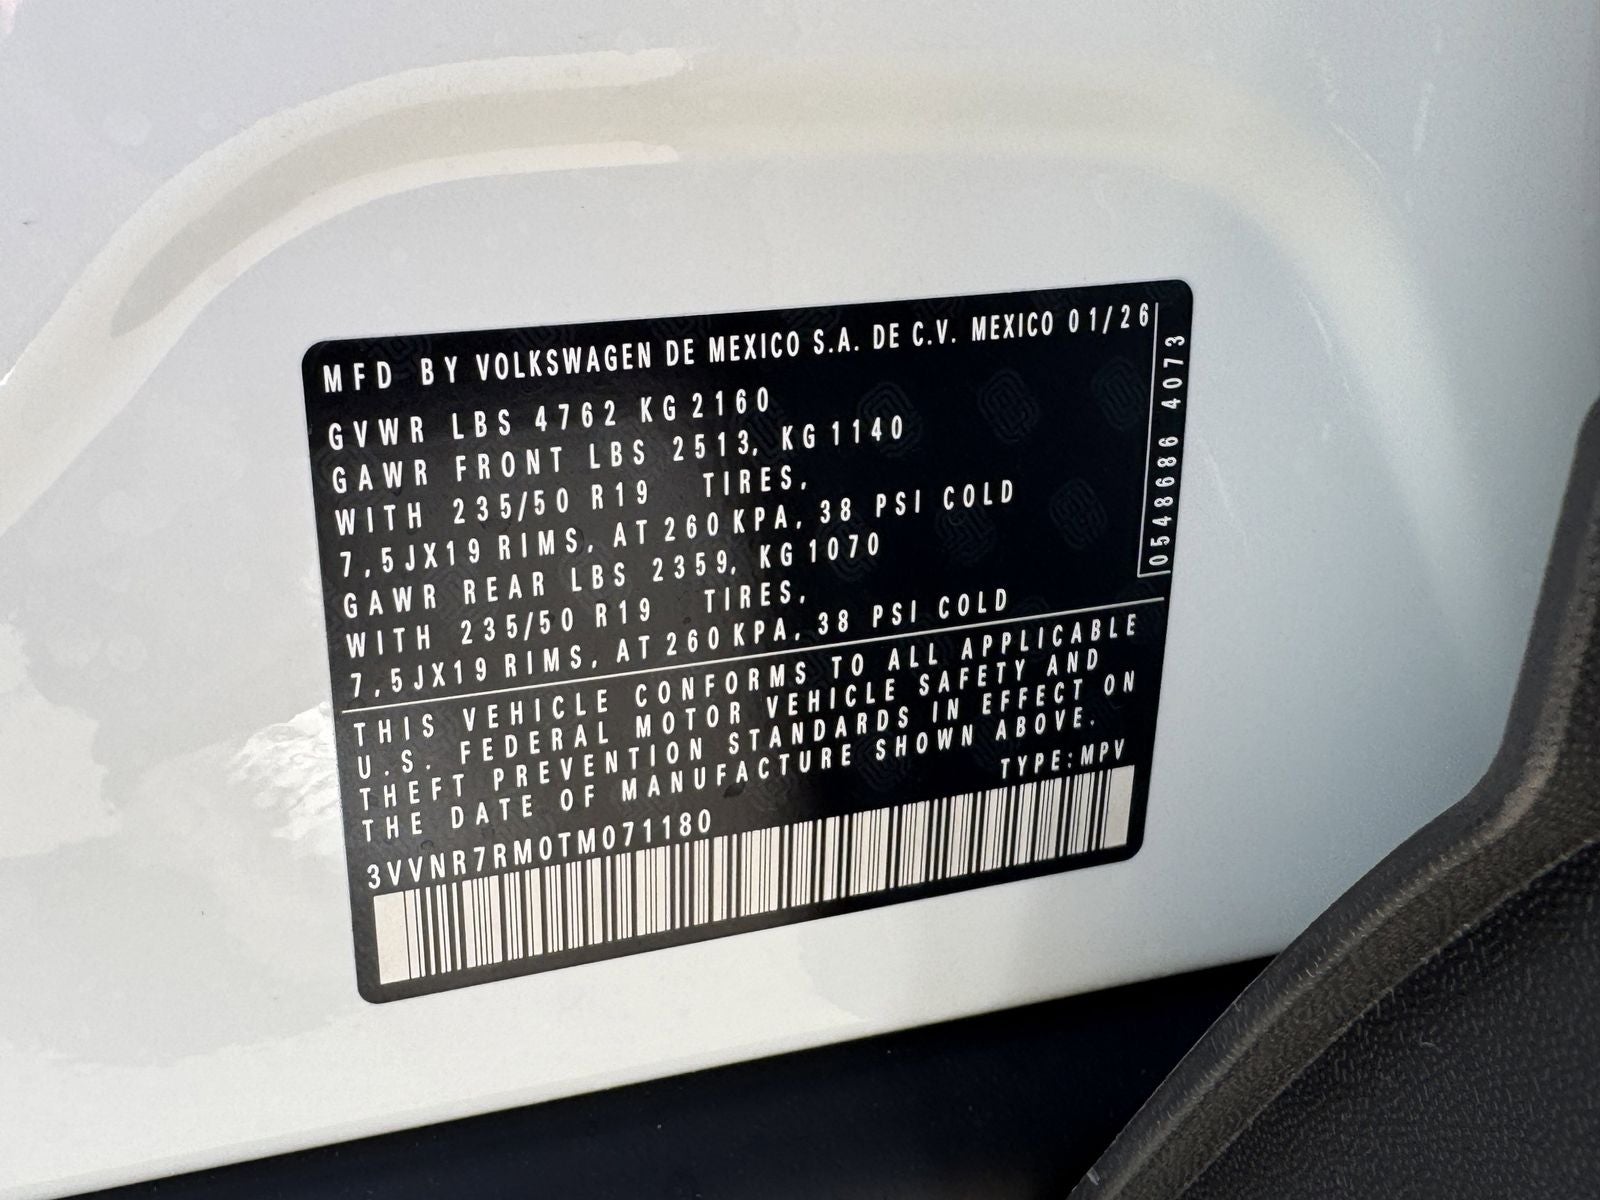 MFD BY VOLKSWAGEN DE MEXICO S.A. DE C.V. MEXICO 01/26
GVWR LBS 4762 KG 2160
GAWR FRONT LBS 2513, KG 1140
WITH 235/50 R19 TIRES,
7,5JX19 RIMS, AT 260 KPA, 38 PSI COLD
GAWR REAR LBS 2359, KG 1070
WITH 235/50 R19 TIRES,
7,5JX19 RIMS, AT 260 KPA, 38 PSI COLD
0548686 4073
THIS VEHICLE CONFORMS TO ALL APPLICABLE
U.S. FEDERAL MOTOR VEHICLE SAFETY AND
THEFT PREVENTION STANDARDS IN EFFECT ON
THE DATE OF MANUFACTURE SHOWN ABOVE.
TYPE:MPV
3VVNR7RM0TM071180